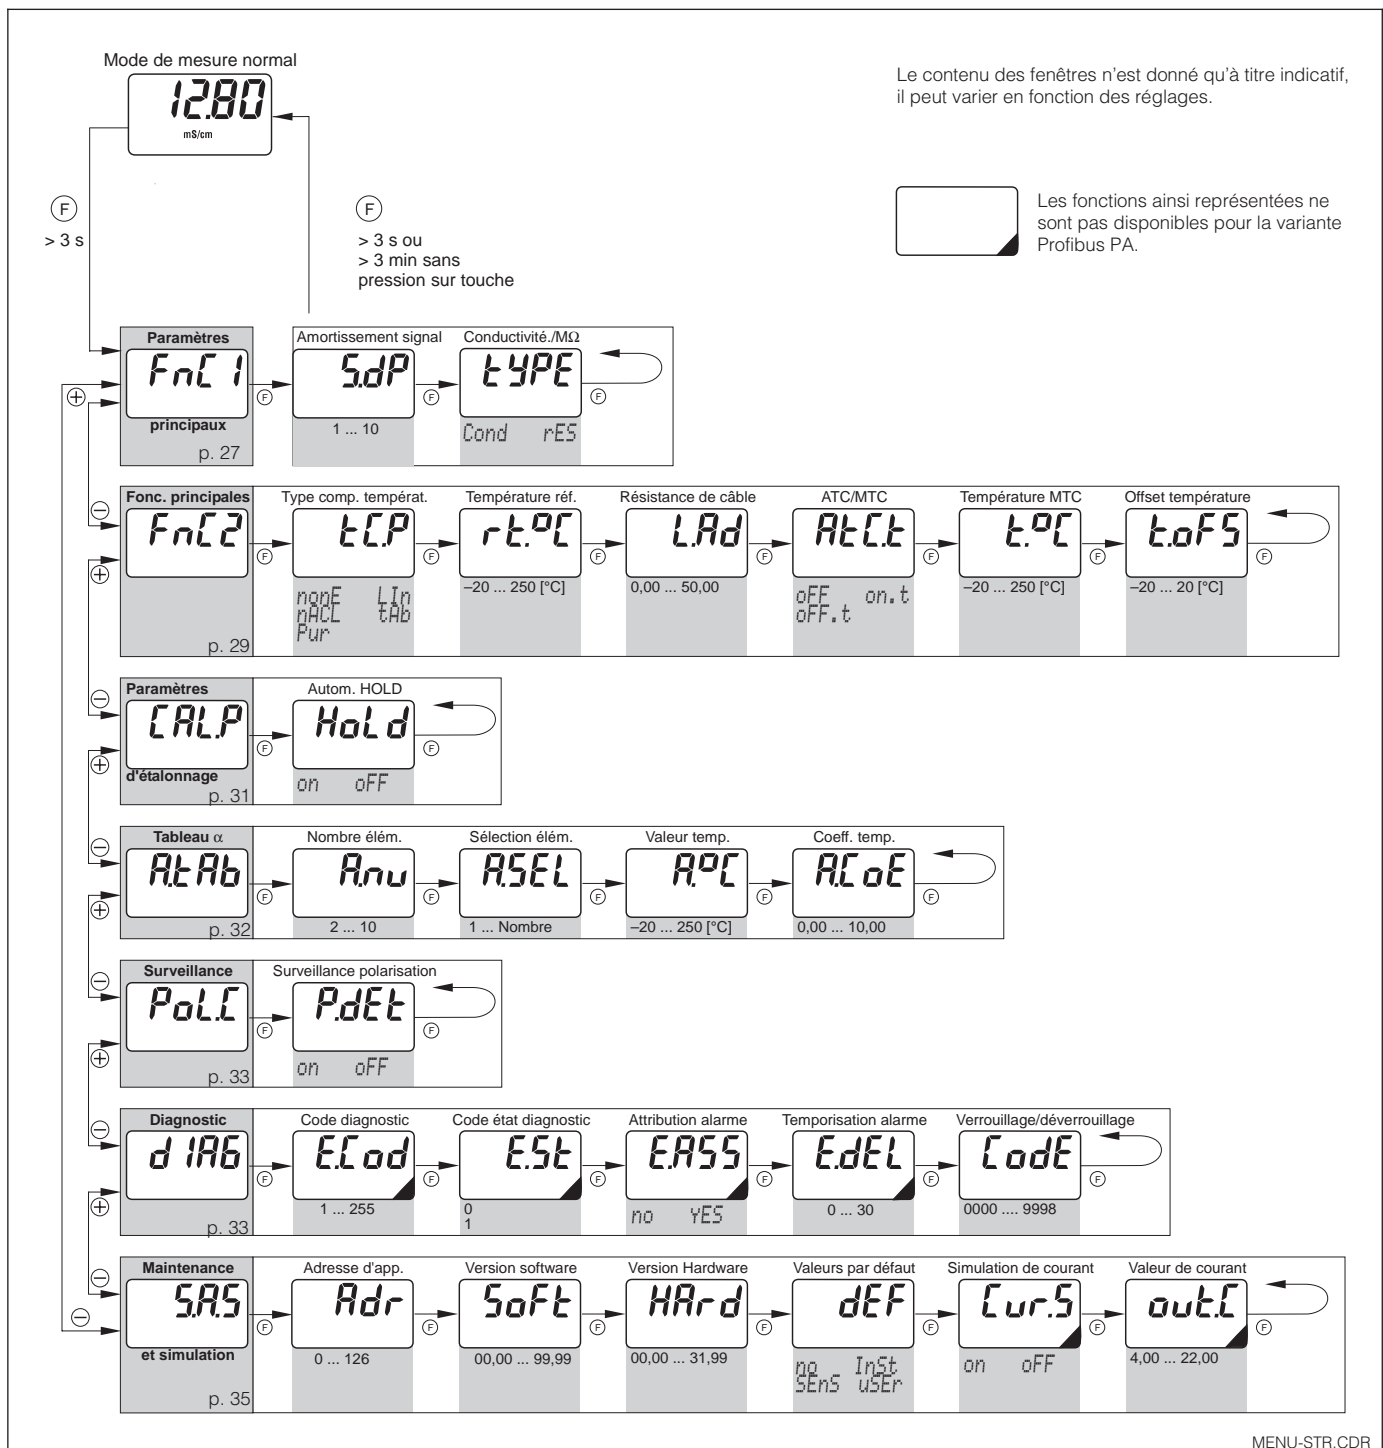 Mode de mesure normal
12.80
mS/cm
Le contenu des fenêtres n'est donné qu'à titre indicatif,
il peut varier en fonction des réglages.
Les fonctions ainsi représentées ne
sont pas disponibles pour la variante
Profibus PA.
F
> 3 s
F
> 3 s ou
> 3 min sans
pression sur touche
Paramètres Amortissement signal Conductivité./MΩ
FnC1 S.dP tYPE
F F F
+
principaux 1 ... 10 Cond rES
p. 27
Fonc. principales Type comp. températ. Température réf. Résistance de câble ATC/MTC Température MTC Offset température
−
FnC2 tC.P rt.°C L.Ad AtC.t t.°C t.oFS
F F F F F F F
+
nonE LIn –20 ... 250 [°C] 0,00 ... 50,00 oFF on.t –20 ... 250 [°C] –20 ... 20 [°C]
nACL tAb oFF.t
Pur
p. 29
Paramètres Autom. HOLD
−
CAL.P HoLd
F F
+
d'étalonnage on oFF
p. 31
Tableau α Nombre élém. Sélection élém. Valeur temp. Coeff. temp.
−
A.tAb A.nu A.SEL A.°C A.CoE
F F F F F
+
p. 32 2 ... 10 1 ... Nombre –20 ... 250 [°C] 0,00 ... 10,00
Surveillance Surveillance polarisation
−
PoL.C P.dEt
F F
+
on oFF
p. 33
Diagnostic Code diagnostic Code état diagnostic Attribution alarme Temporisation alarme Verrouillage/déverrouillage
−
dIAG E.Cod E.St E.ASS E.dEL CodE
F F F F F F
+
1 ... 255 0 no YES 0 ... 30 0000 .... 9998
1
p. 33
Maintenance Adresse d'app. Version software Version Hardware Valeurs par défaut Simulation de courant Valeur de courant
−
S.A.S Adr SoFt HArd dEF Cur.S out.C
−
F F F F F F F
et simulation 0 ... 126 00,00 ... 99,99 00,00 ... 31,99 no InSt on oFF 4,00 ... 22,00
SEnS uSEr
p. 35
MENU-STR.CDR